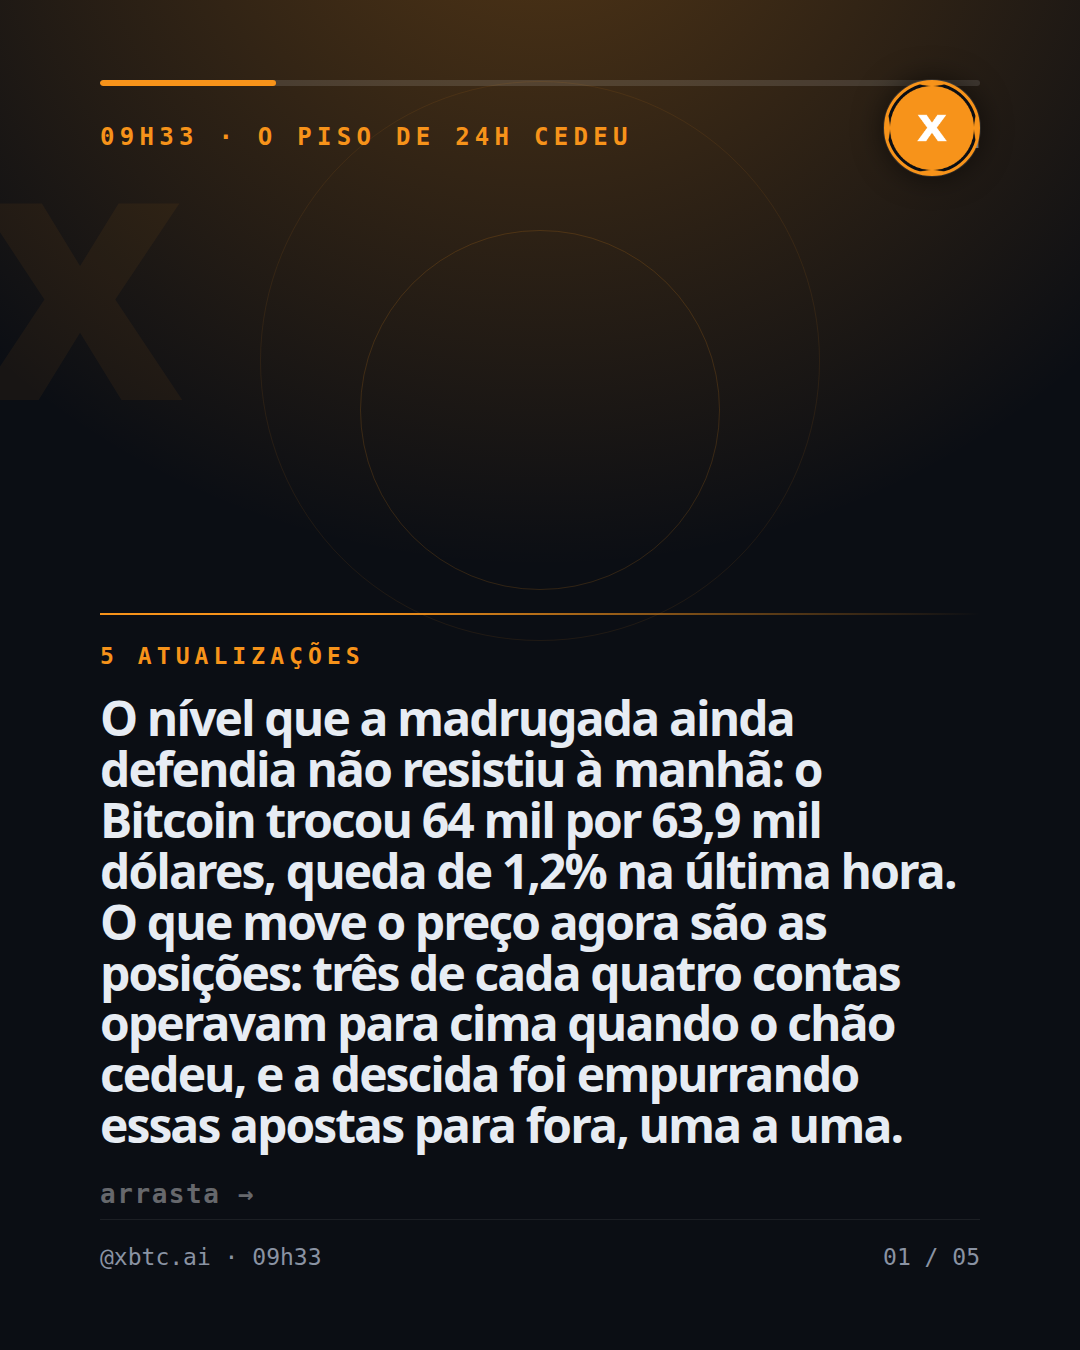 09H33 · O PISO DE 24H CEDEU
x
x
5 ATUALIZAÇÕES
O nível que a madrugada ainda
defendia não resistiu à manhã: o
Bitcoin trocou 64 mil por 63,9 mil
dólares, queda de 1,2% na última hora.
O que move o preço agora são as
posições: três de cada quatro contas
operavam para cima quando o chão
cedeu, e a descida foi empurrando
essas apostas para fora, uma a uma.
arrasta →
@xbtc.ai · 09h33
01 / 05